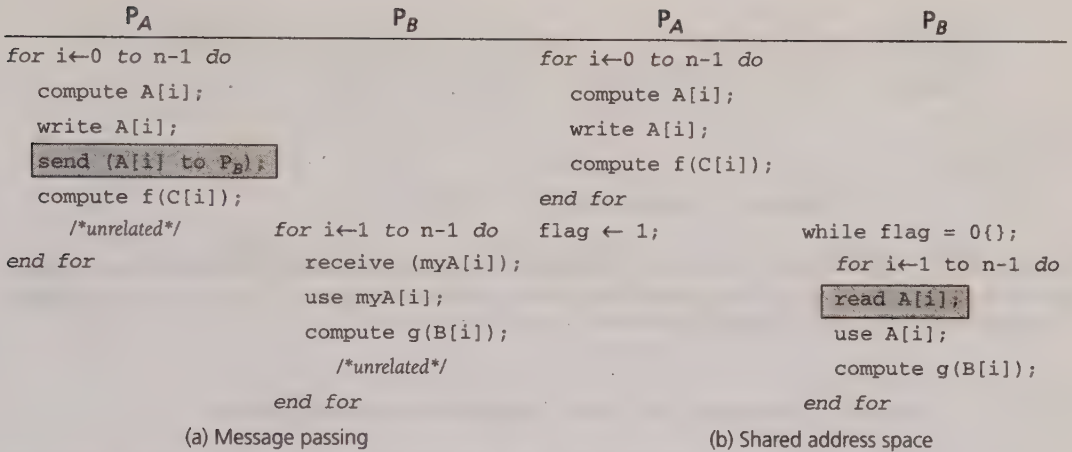 P_A P_B P_A P_B
for i←0 to n-1 do for i←0 to n-1 do
compute A[i]; compute A[i];
write A[i]; write A[i];
send (A[i] to P_B); compute f(C[i]);
compute f(C[i]); end for
/*unrelated*/ for i←1 to n-1 do flag ← 1; while flag = 0{};
end for receive (myA[i]); for i←1 to n-1 do
use myA[i]; read A[i];
compute g(B[i]); use A[i];
/*unrelated*/ compute g(B[i]);
end for end for
(a) Message passing (b) Shared address space